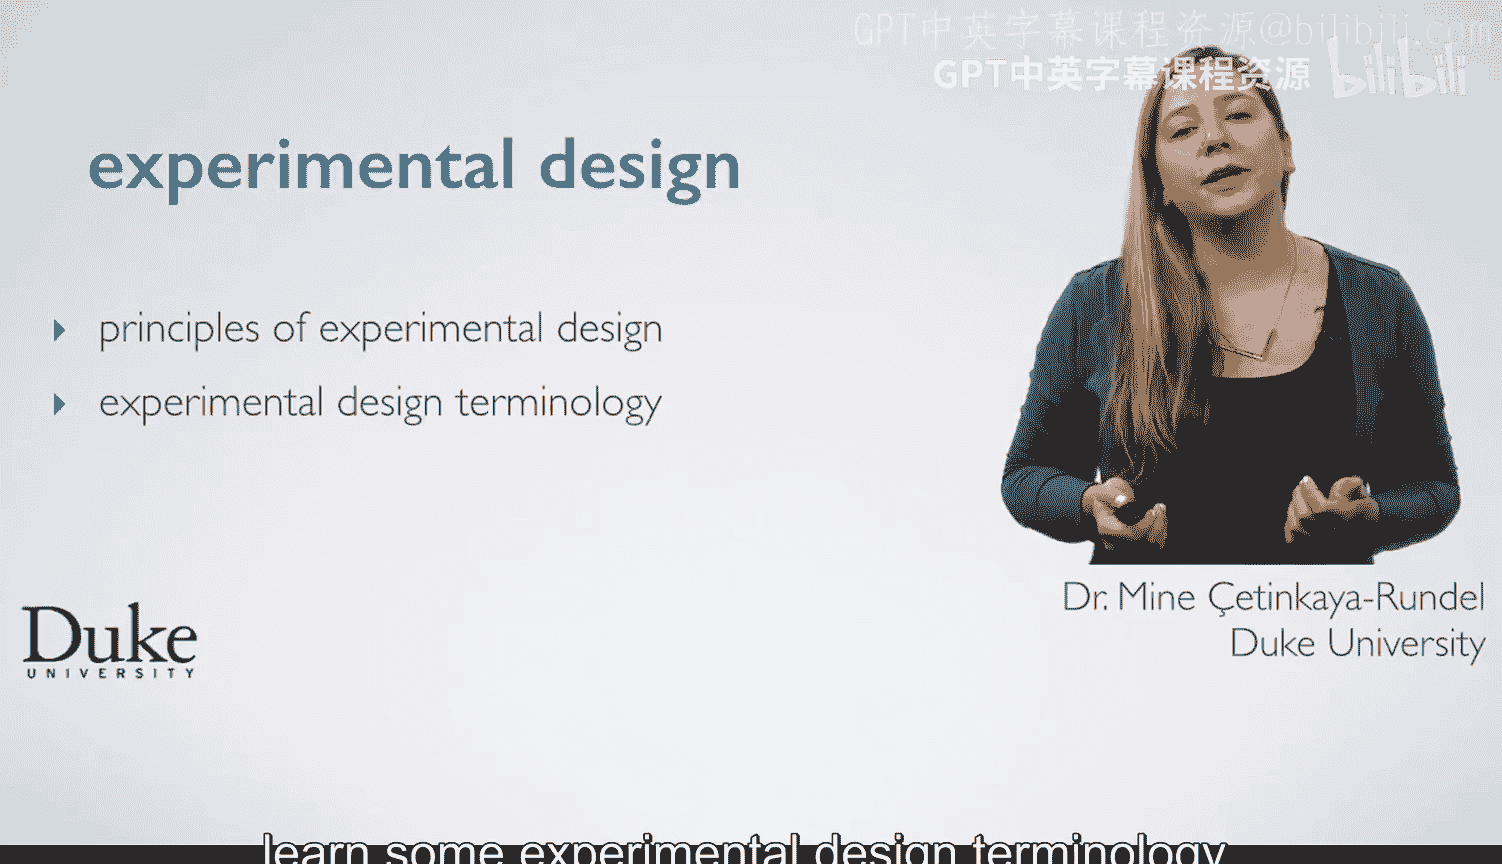 GPT中英字幕课程资源@bilibili.com
GPT中英字幕课程资源 bilibili
experimental design
principles of experimental design
experimental design terminology
Dr. Mine Çetinkaya-Rundel
Duke University
Duke
UNIVERSITY
learn some experimental design terminology